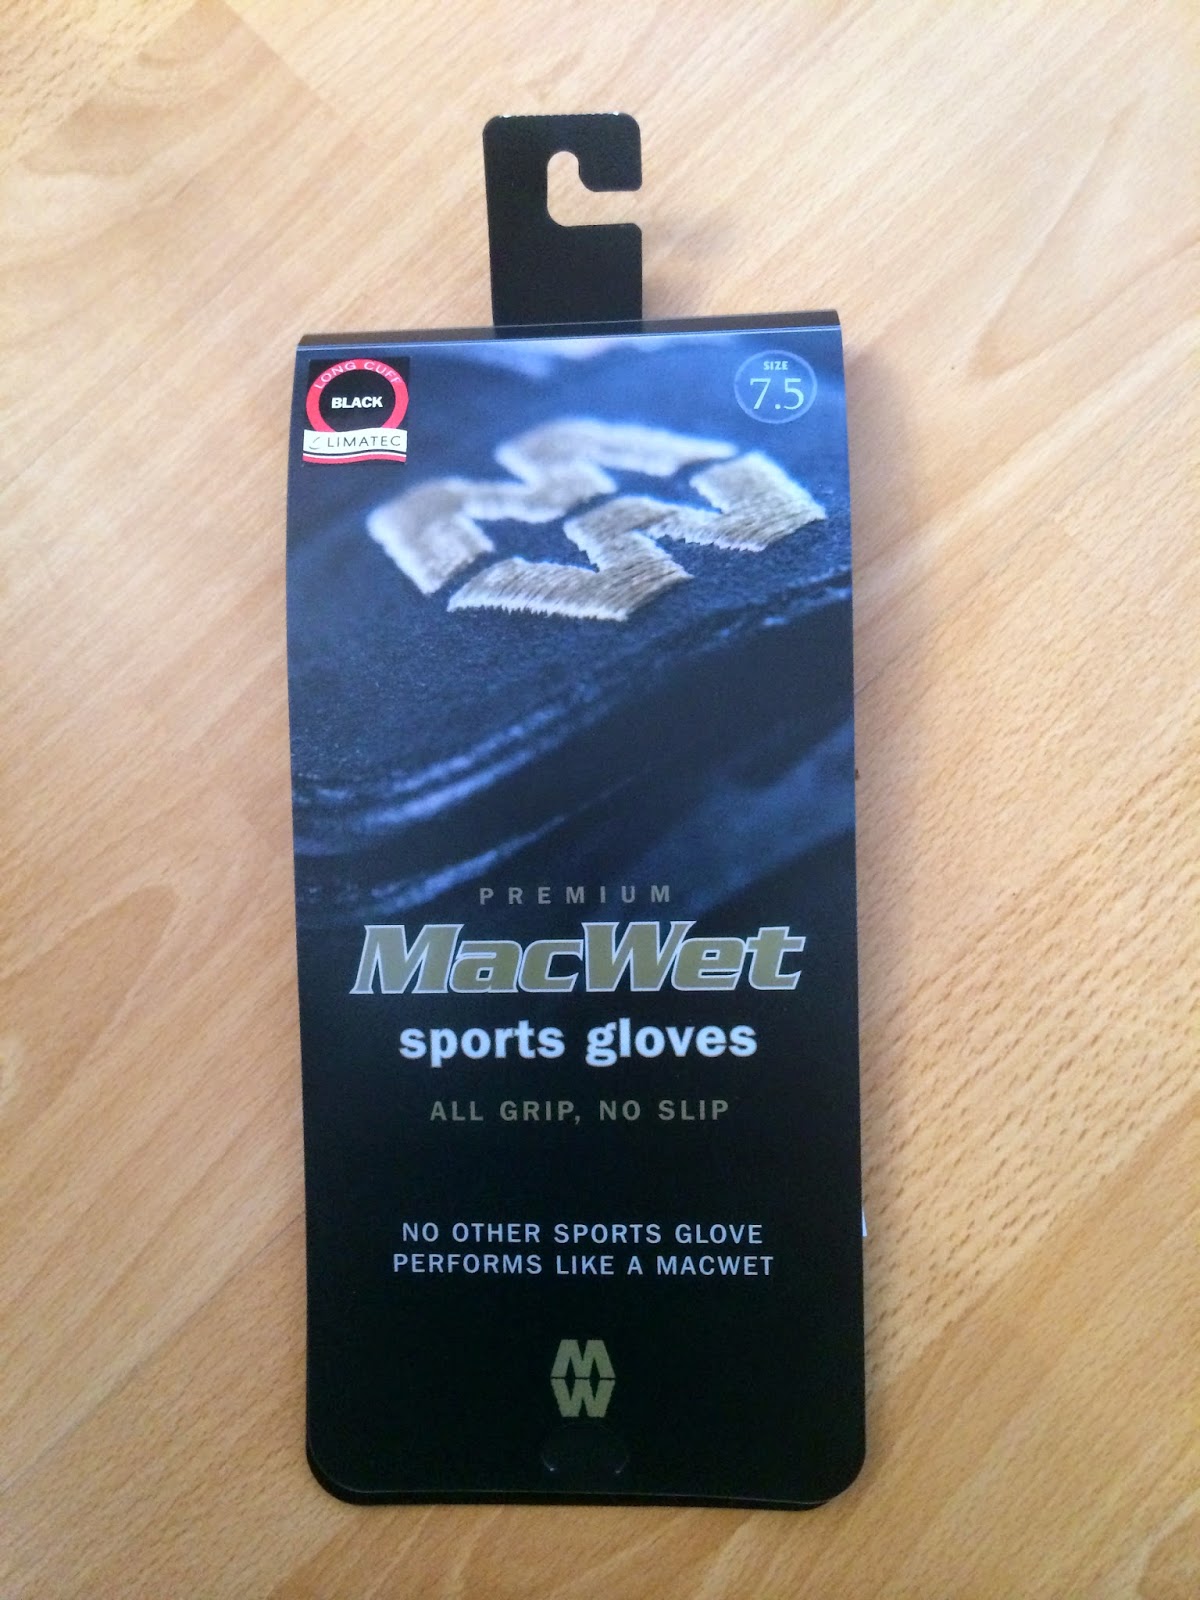 LONG CUFF
BLACK
CLIMATEC
SIZE
7.5
PREMIUM
MacWet
sports gloves
ALL GRIP, NO SLIP
NO OTHER SPORTS GLOVE
PERFORMS LIKE A MACWET
M
W